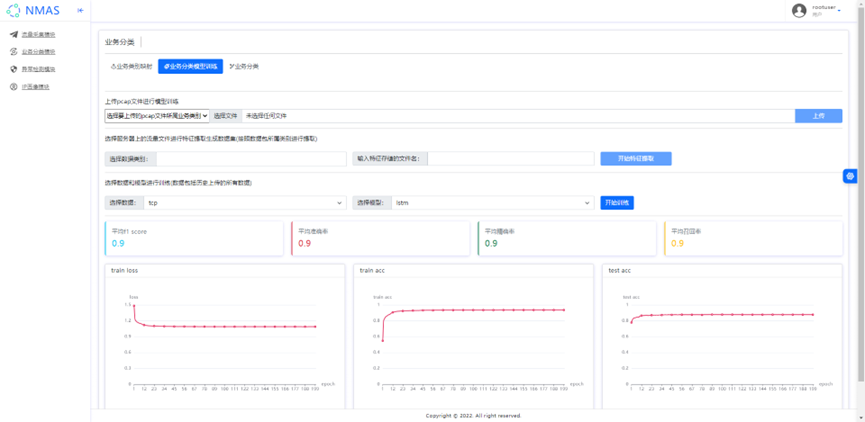 NMAS
rootuser
用户
流量采集模块
业务分类模块
异常检测模块
IP画像模块
业务分类
业务类别映射
业务分类模型训练
业务分类
上传pcap文件进行模型训练
选择要上传的pcap文件所属业务类别
选择文件 未选择任何文件
上传
选择服务器上的流量文件进行特征提取生成数据集(按照数据包所属类别进行提取)
选择数据类别:
输入特征存储的文件名:
开始特征提取
选择数据和模型进行训练(数据包括历史上传的所有数据)
选择数据: tcp
选择模型: lstm
开始训练
平均f1 score
0.9
平均准确率
0.9
平均精确率
0.9
平均召回率
0.9
train loss
loss
1.5
1.2
0.9
0.6
0.3
0
1 12 23 34 45 56 67 78 89 100 111 122 133 144 155 166 177 188 199
epoch
train acc
train acc
1
0.8
0.6
0.4
0.2
0
1 12 23 34 45 56 67 78 89 100 111 122 133 144 155 166 177 188 199
epoch
test acc
test acc
1
0.8
0.6
0.4
0.2
0
1 12 23 34 45 56 67 78 89 100 111 122 133 144 155 166 177 188 199
epoch
Copyright © 2022. All right reserved.